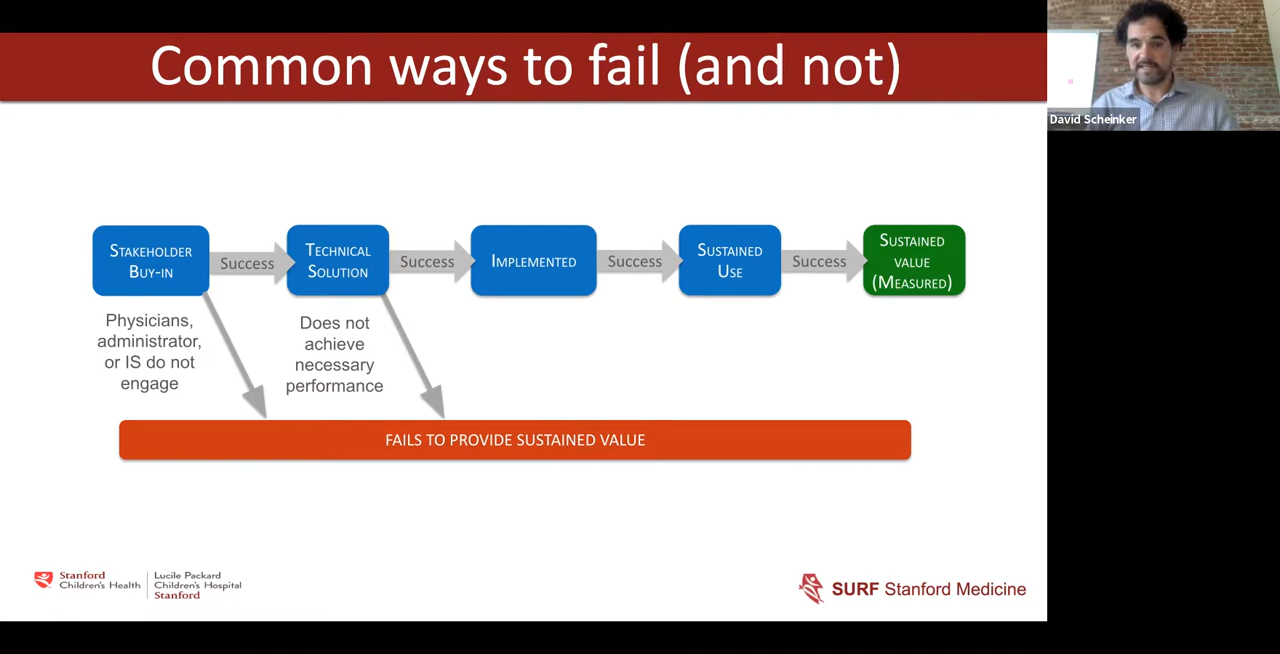 Common ways to fail (and not)
David Scheinker
STAKEHOLDER
BUY-IN
Success
TECHNICAL
SOLUTION
Success
IMPLEMENTED
Success
SUSTAINED
USE
Success
SUSTAINED
VALUE
(MEASURED)
Physicians,
administrator,
or IS do not
engage
Does not
achieve
necessary
performance
FAILS TO PROVIDE SUSTAINED VALUE
Stanford
Children's Health
Lucile Packard
Children's Hospital
Stanford
SURF Stanford Medicine